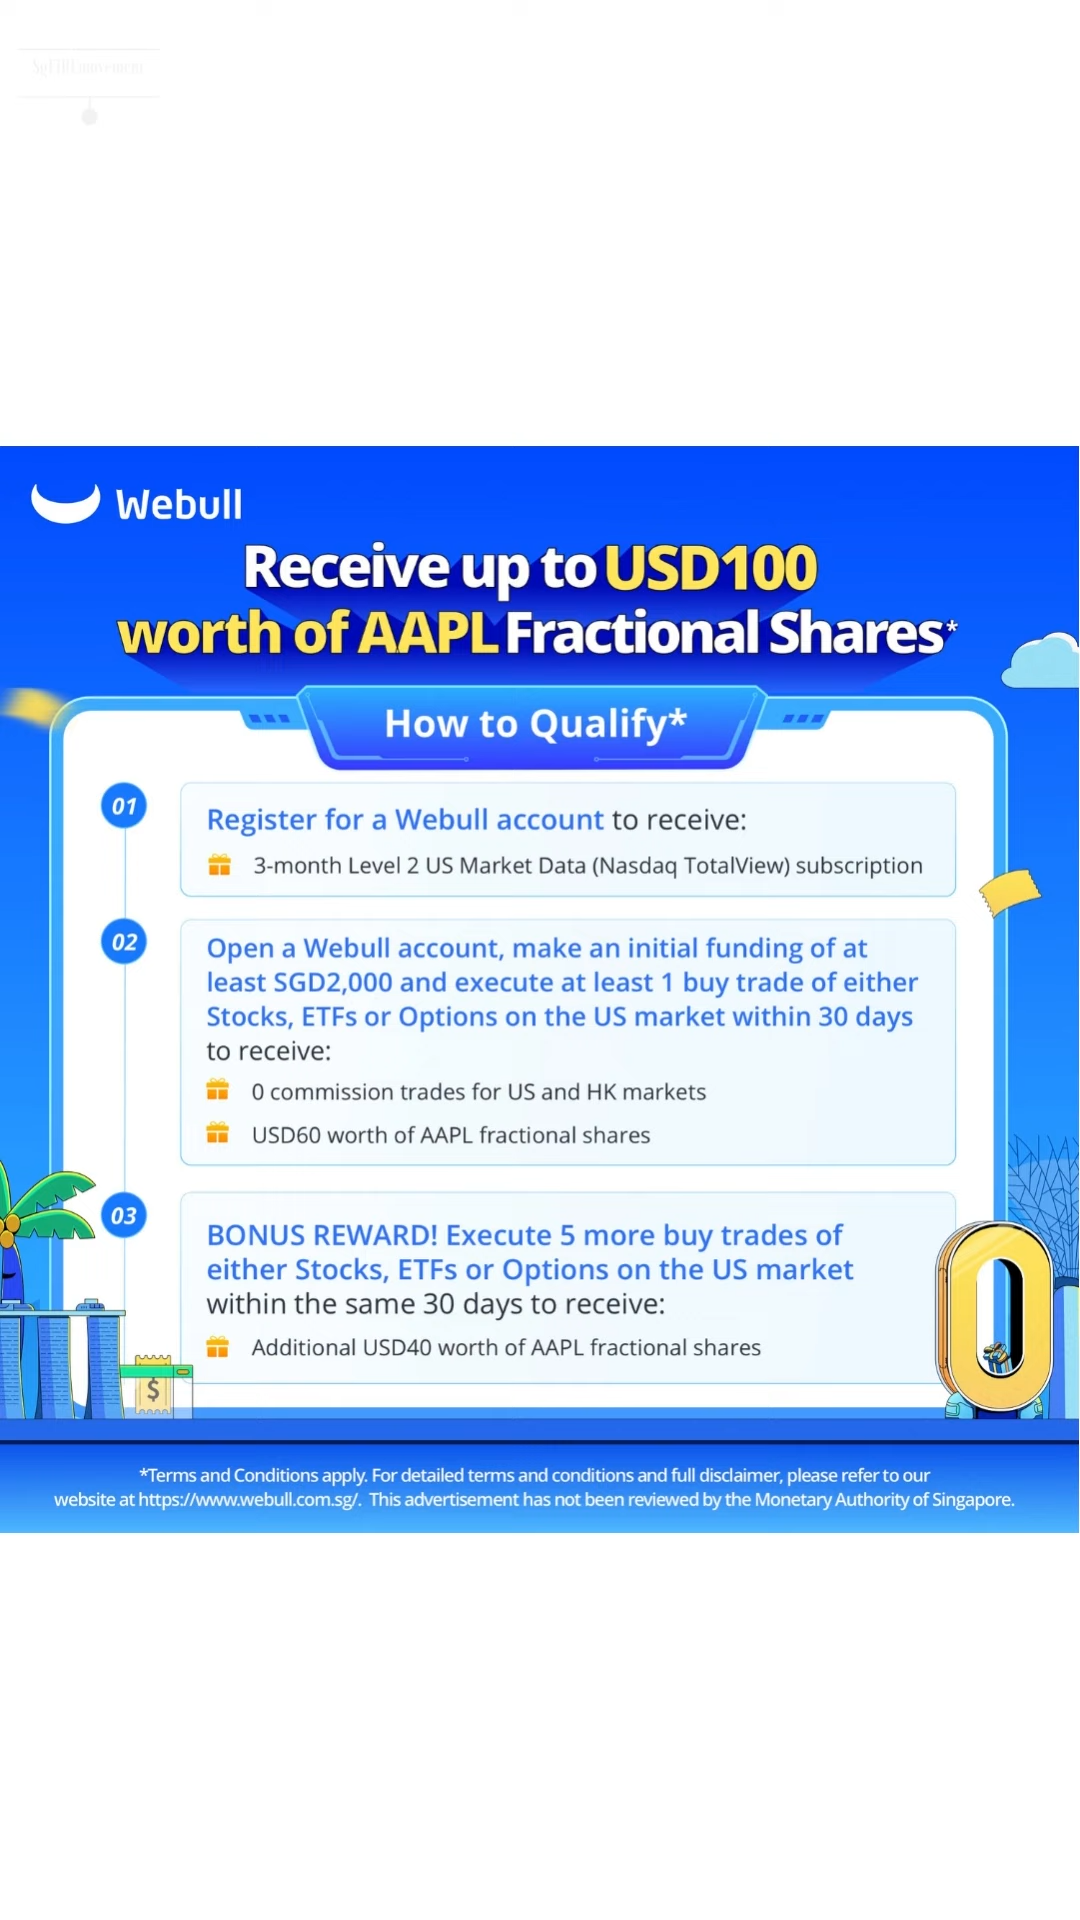 SgFIREmovement
Webull
Receive up to USD100
worth of AAPL Fractional Shares*
How to Qualify*
01
Register for a Webull account to receive:
3-month Level 2 US Market Data (Nasdaq TotalView) subscription
02
Open a Webull account, make an initial funding of at
least SGD2,000 and execute at least 1 buy trade of either
Stocks, ETFs or Options on the US market within 30 days
to receive:
0 commission trades for US and HK markets
USD60 worth of AAPL fractional shares
03
BONUS REWARD! Execute 5 more buy trades of
either Stocks, ETFs or Options on the US market
within the same 30 days to receive:
Additional USD40 worth of AAPL fractional shares
$
0
*Terms and Conditions apply. For detailed terms and conditions and full disclaimer, please refer to our
website at https://www.webull.com.sg/. This advertisement has not been reviewed by the Monetary Authority of Singapore.